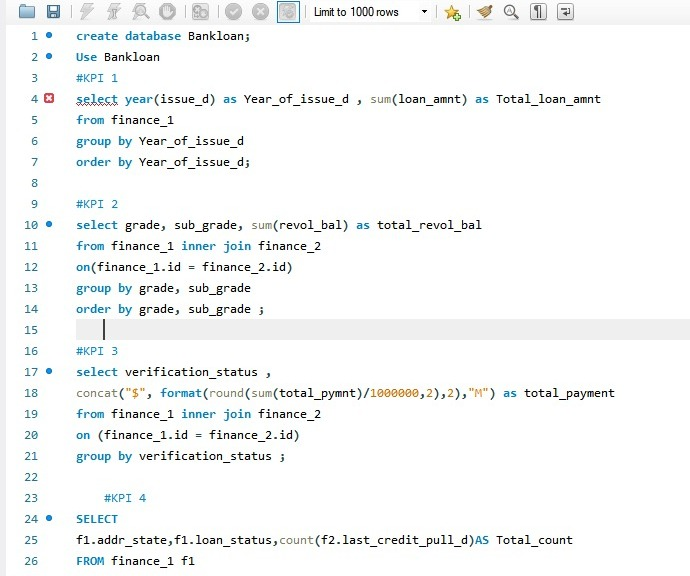 Limit to 1000 rows
1 create database Bankloan;
2 Use Bankloan
3 #KPI 1
4 select year(issue_d) as Year_of_issue_d , sum(loan_amnt) as Total_loan_amnt
5 from finance_1
6 group by Year_of_issue_d
7 order by Year_of_issue_d;
8
9 #KPI 2
10 select grade, sub_grade, sum(revol_bal) as total_revol_bal
11 from finance_1 inner join finance_2
12 on(finance_1.id = finance_2.id)
13 group by grade, sub_grade
14 order by grade, sub_grade ;
15
16 #KPI 3
17 select verification_status ,
18 concat("$", format(round(sum(total_pymnt)/1000000,2),2),"M") as total_payment
19 from finance_1 inner join finance_2
20 on (finance_1.id = finance_2.id)
21 group by verification_status ;
22
23 #KPI 4
24 SELECT
25 f1.addr_state,f1.loan_status,count(f2.last_credit_pull_d)AS Total_count
26 FROM finance_1 f1